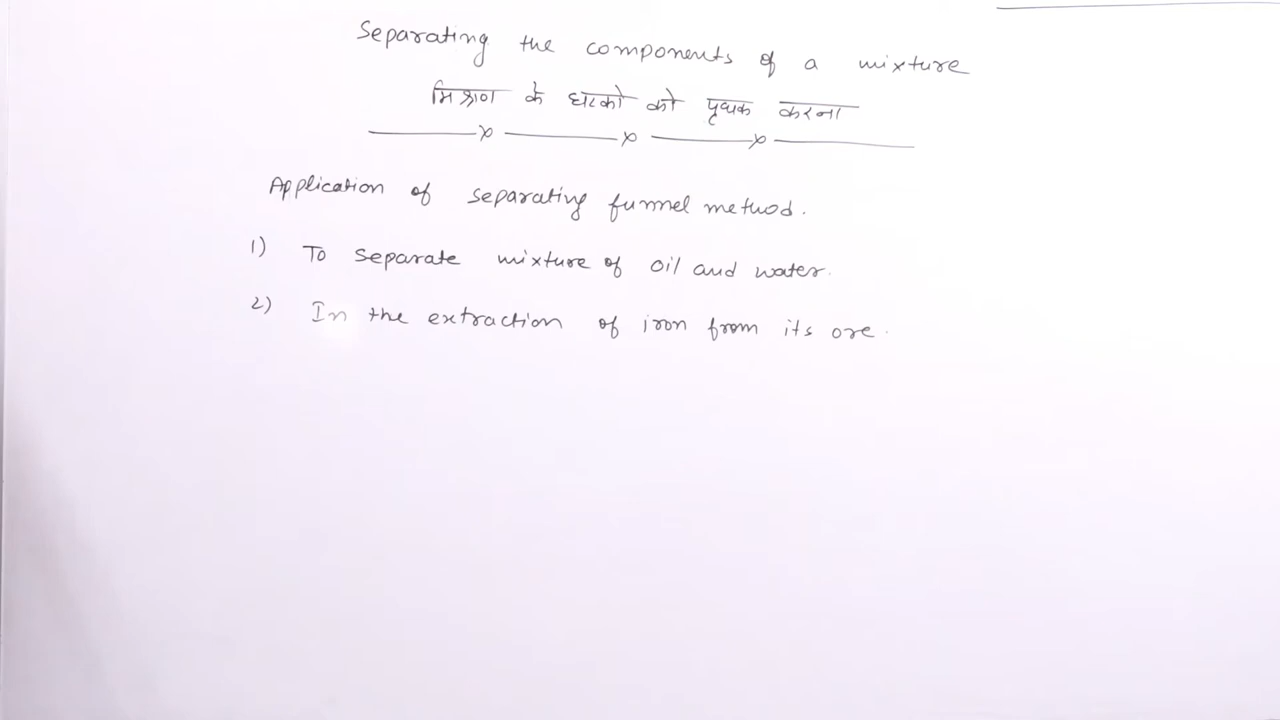 Separating the components of a mixture
मिश्रण के घटको को पृथक करना
Application of separating funnel method.
1) To separate mixture of oil and water.
2) In the extraction of iron from its ore.